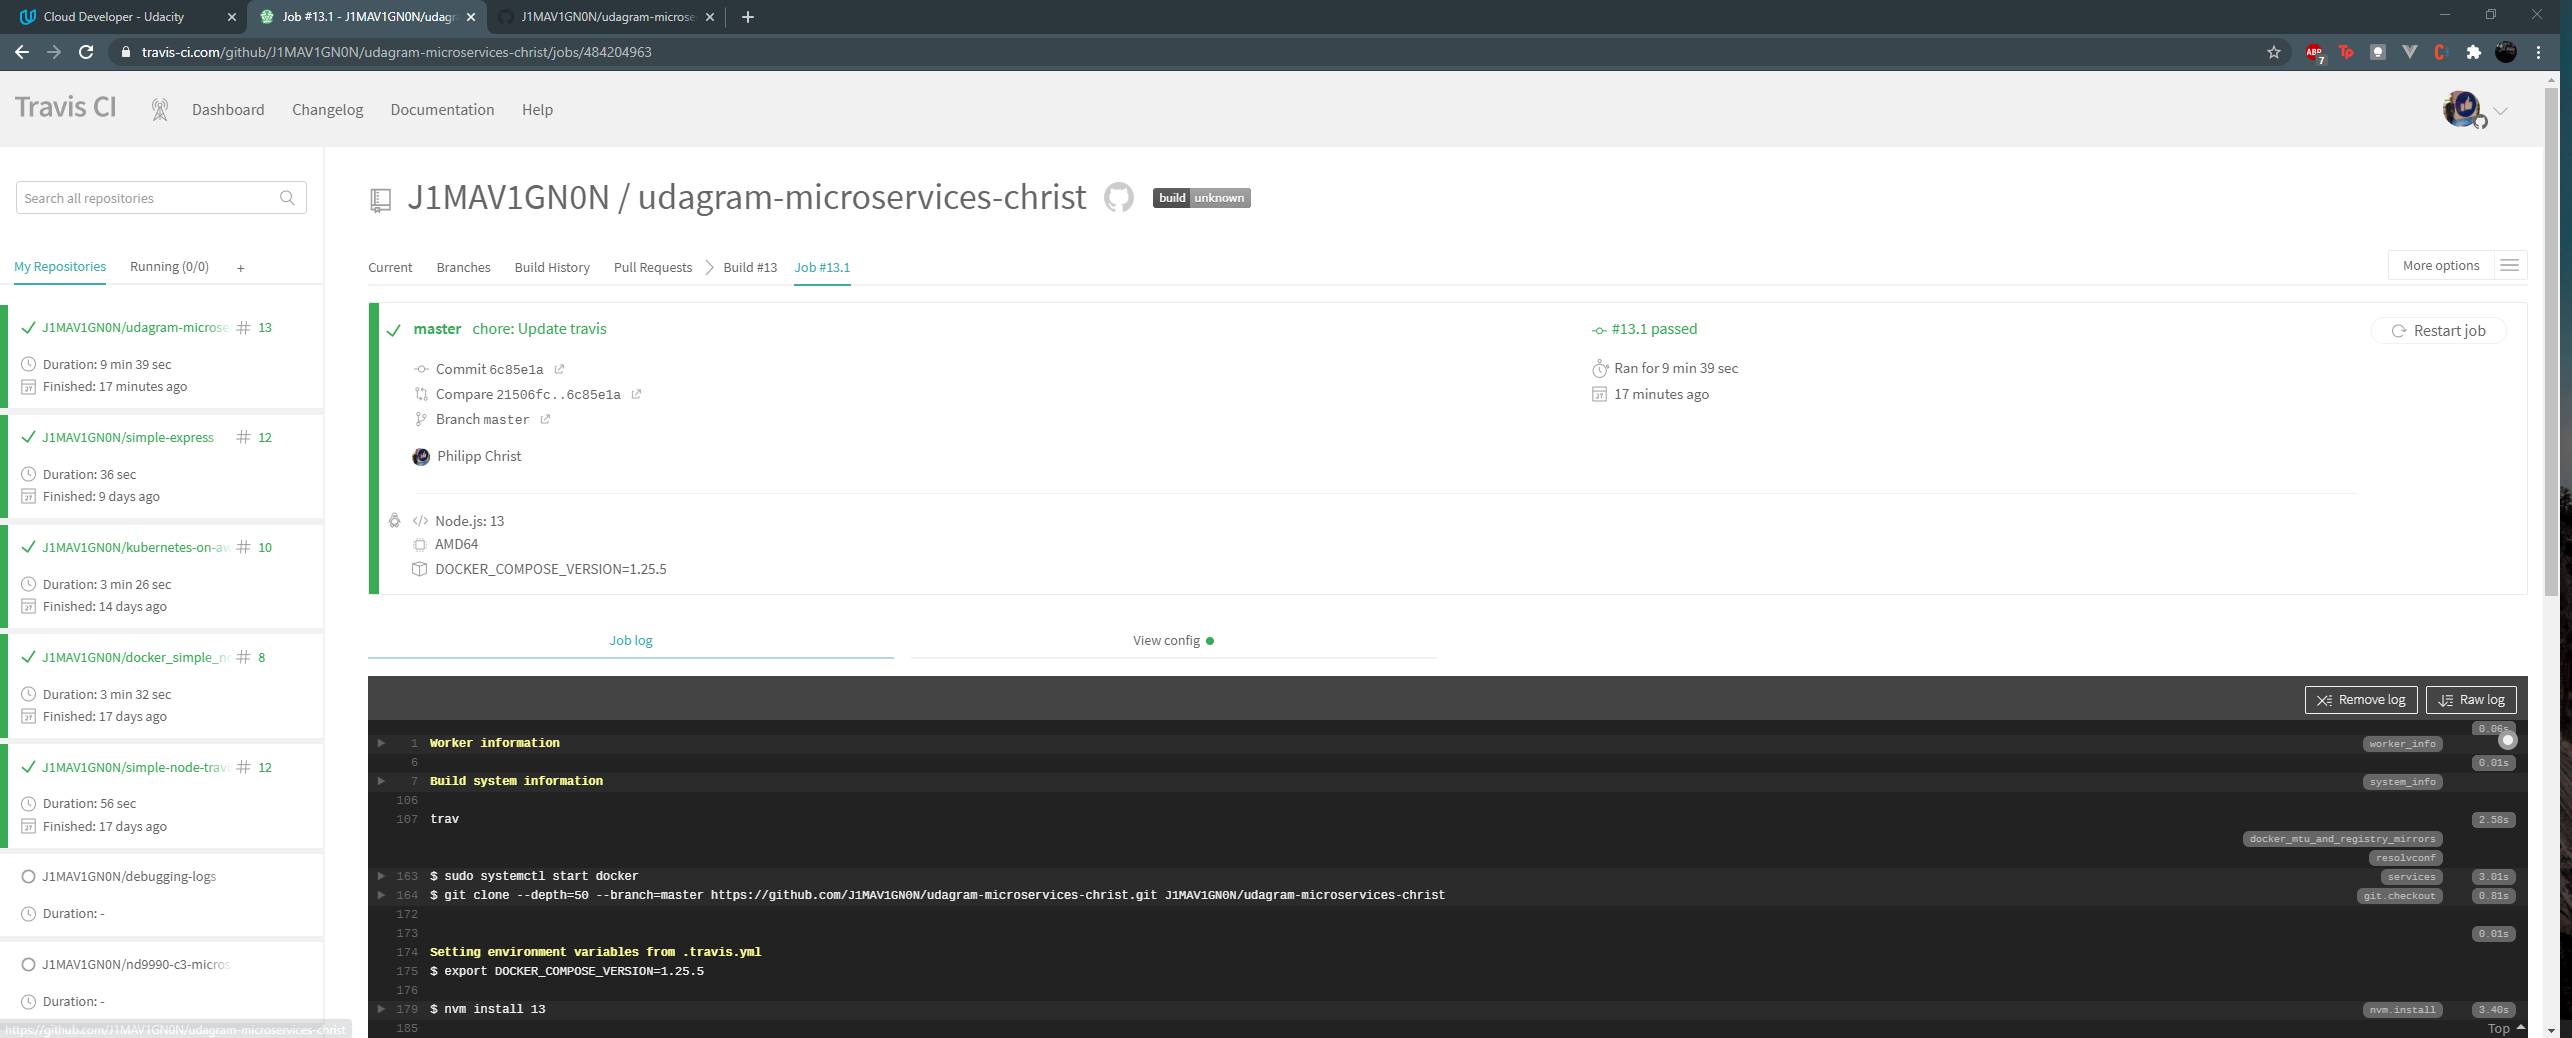 Cloud Developer - Udacity
Job #13.1 - J1MAV1GN0N/udagr
J1MAV1GN0N/udagram-microse
travis-ci.com/github/J1MAV1GN0N/udagram-microservices-christ/jobs/484204963
ABP
7
Tp
Travis CI
Dashboard
Changelog
Documentation
Help
Search all repositories
My Repositories
Running (0/0)
+
J1MAV1GN0N/udagram-microse
13
Duration: 9 min 39 sec
Finished: 17 minutes ago
J1MAV1GN0N/simple-express
12
Duration: 36 sec
Finished: 9 days ago
J1MAV1GN0N/kubernetes-on-aw
10
Duration: 3 min 26 sec
Finished: 14 days ago
J1MAV1GN0N/docker_simple_no
8
Duration: 3 min 32 sec
Finished: 17 days ago
J1MAV1GN0N/simple-node-travi
12
Duration: 56 sec
Finished: 17 days ago
J1MAV1GN0N/debugging-logs
Duration: -
J1MAV1GN0N/nd9990-c3-micros
Duration: -
https://github.com/J1MAV1GN0N/udagram-microservices-christ
J1MAV1GN0N / udagram-microservices-christ
build unknown
Current
Branches
Build History
Pull Requests
Build #13
Job #13.1
More options
master chore: Update travis
Commit 6c85e1a
Compare 21506fc..6c85e1a
Branch master
Philipp Christ
#13.1 passed
Ran for 9 min 39 sec
17 minutes ago
Restart job
Node.js: 13
AMD64
DOCKER_COMPOSE_VERSION=1.25.5
Job log
View config
Remove log
Raw log
0.06s
1 Worker information worker_info
6 0.01s
7 Build system information system_info
106
107 trav 2.58s
docker_mtu_and_registry_mirrors
resolvconf
163 $ sudo systemctl start docker services 3.01s
164 $ git clone --depth=50 --branch=master https://github.com/J1MAV1GN0N/udagram-microservices-christ.git J1MAV1GN0N/udagram-microservices-christ git.checkout 0.81s
172
173 0.01s
174 Setting environment variables from .travis.yml
175 $ export DOCKER_COMPOSE_VERSION=1.25.5
176
179 $ nvm install 13 nvm.install 3.40s
185
Top